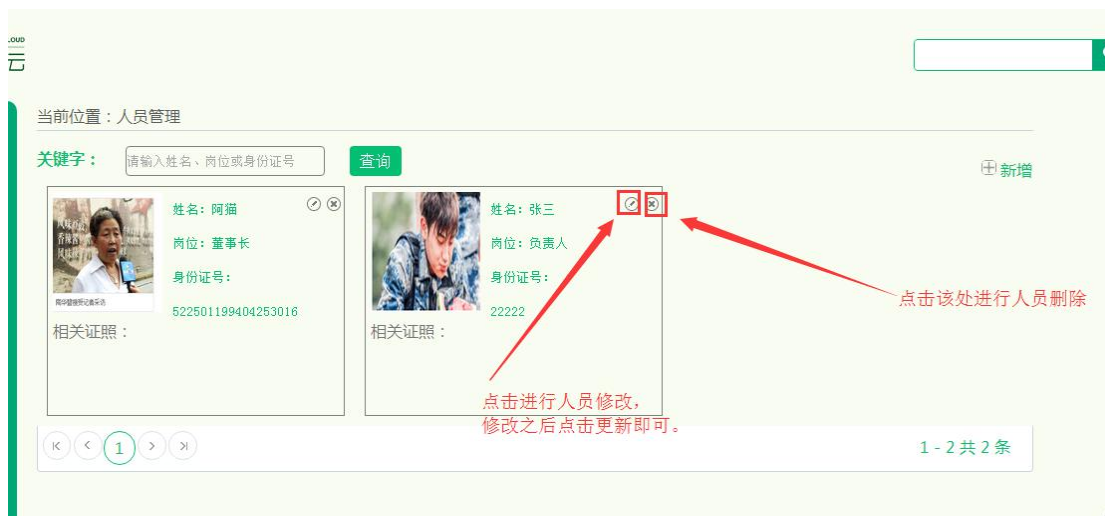 LOUD
云
当前位置：人员管理
关键字：
请输入姓名、岗位或身份证号
查询
新增
姓名：阿猫
岗位：董事长
身份证号：
522501199404253016
相关证照：
姓名：张三
岗位：负责人
身份证号：
22222
相关证照：
点击该处进行人员删除
点击进行人员修改，
修改之后点击更新即可。
1
1 - 2 共 2 条